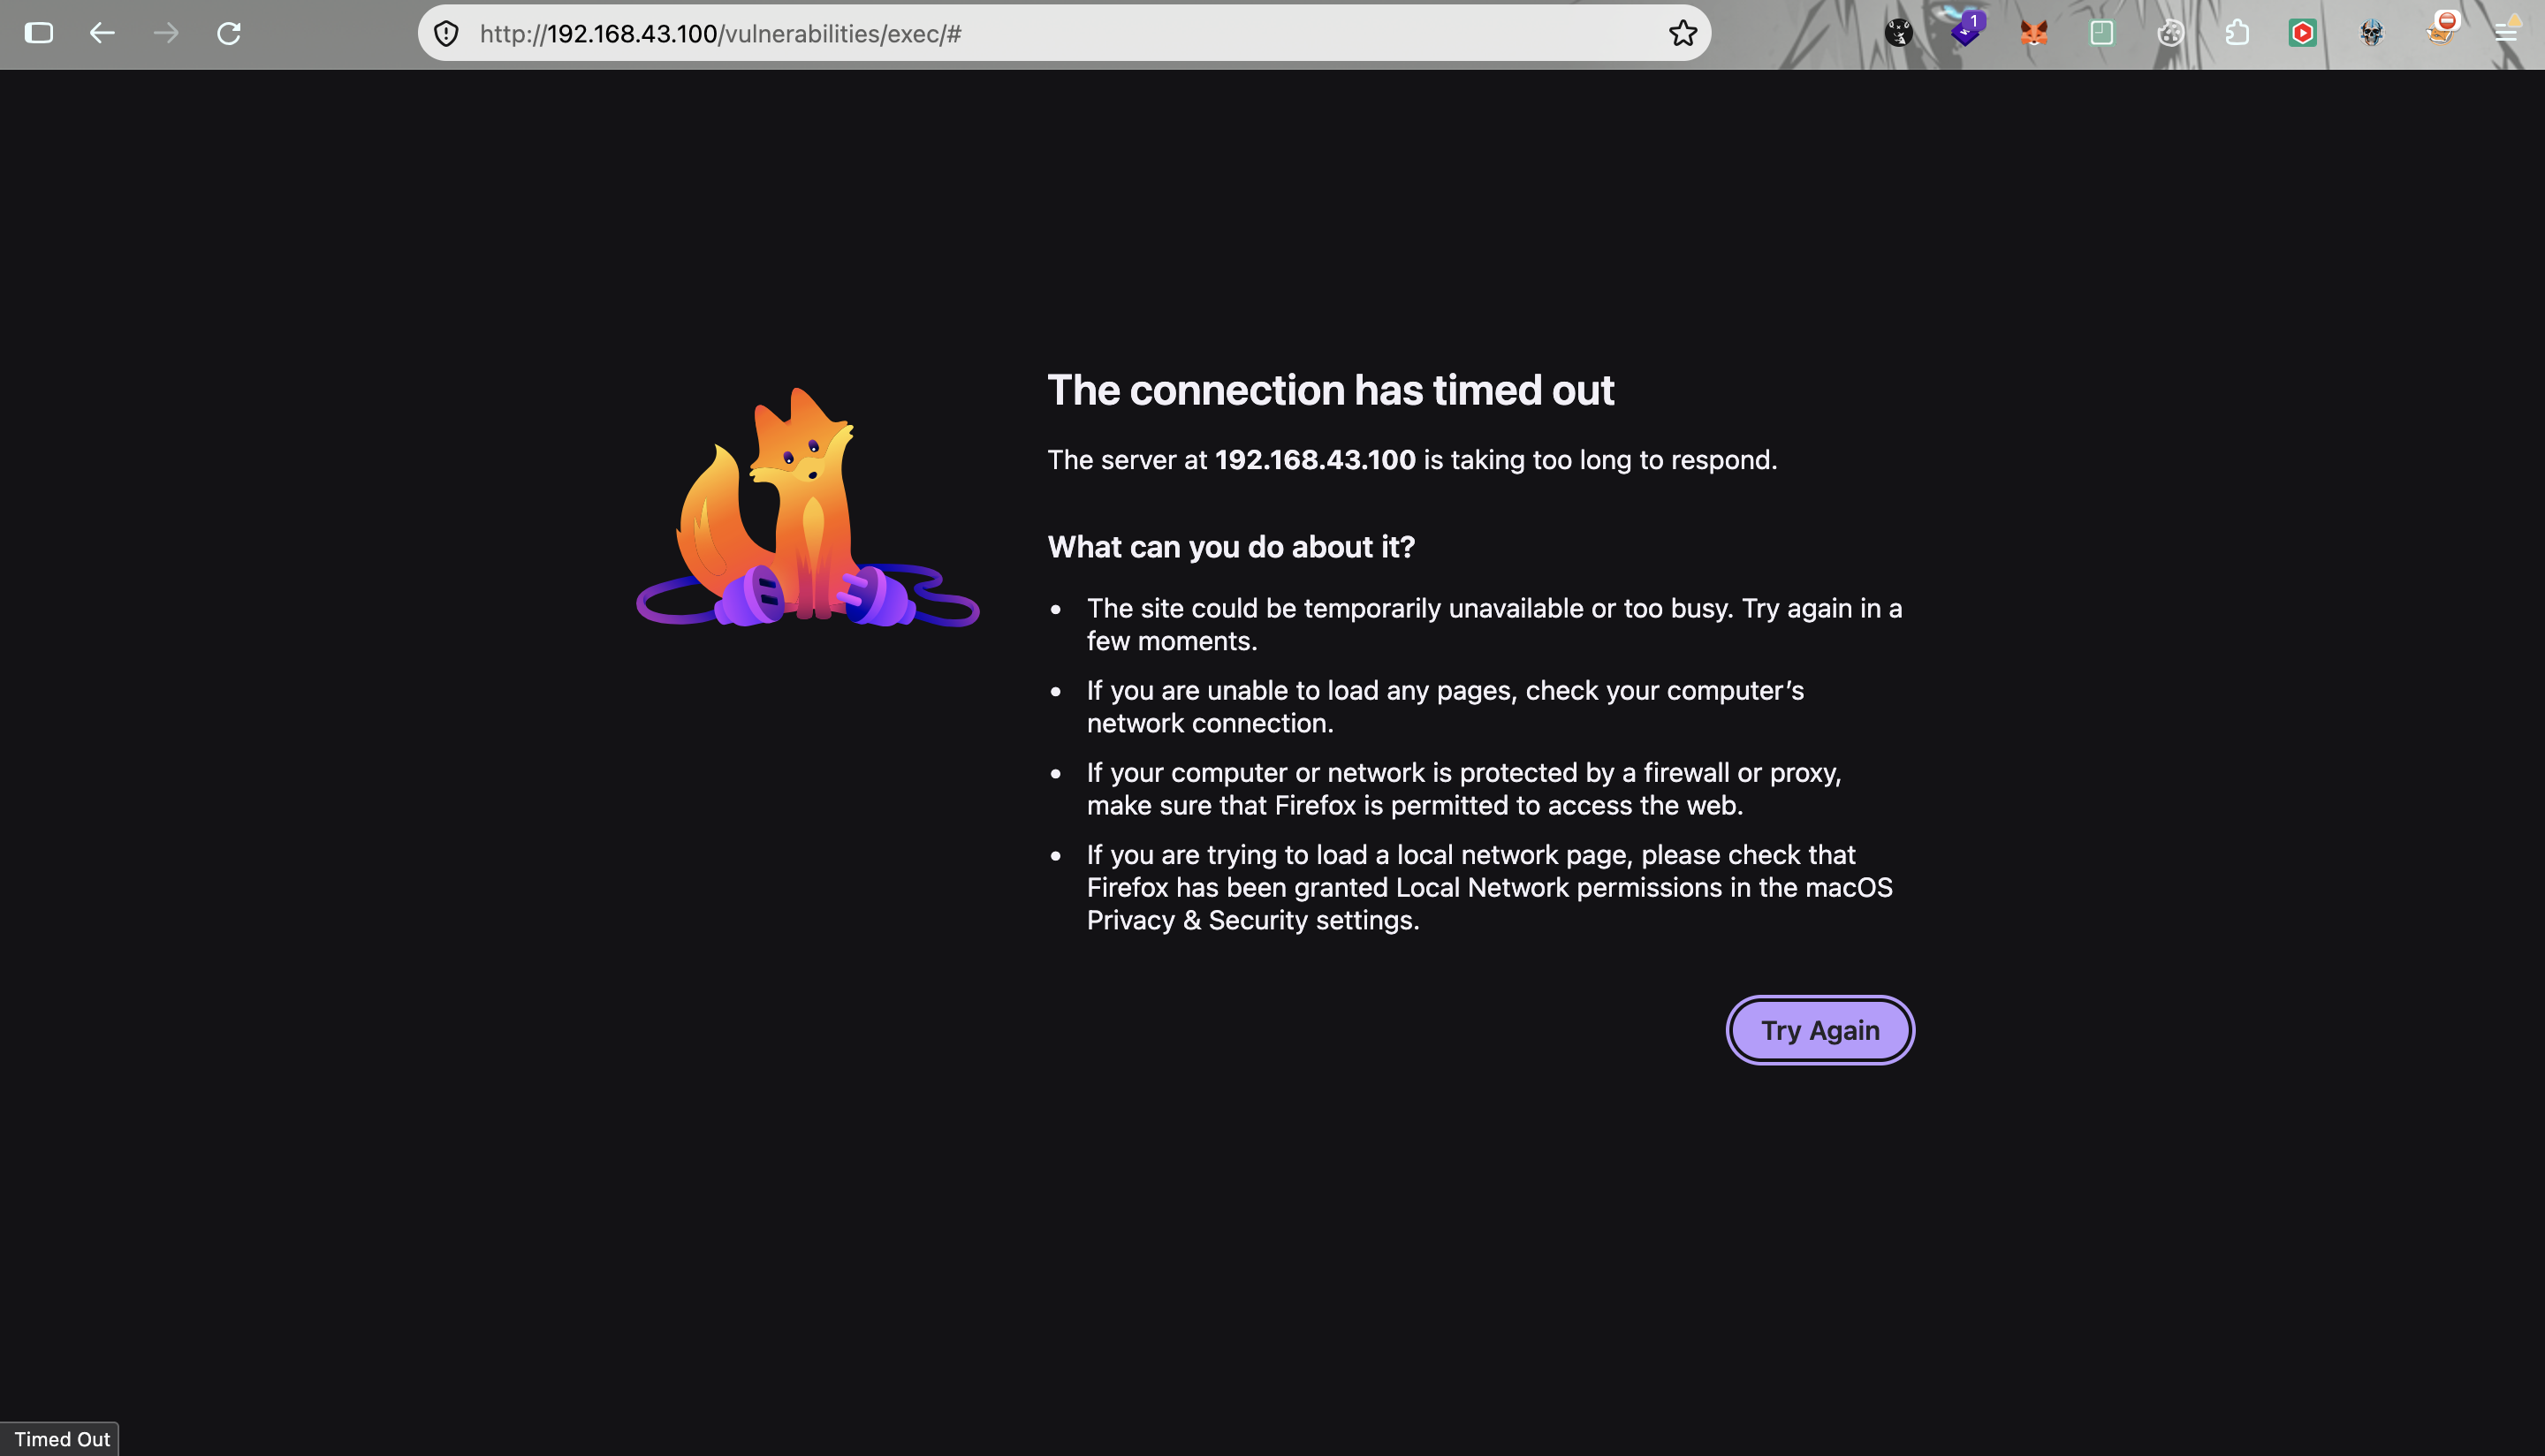 http://192.168.43.100/vulnerabilities/exec/#
1
The connection has timed out
The server at 192.168.43.100 is taking too long to respond.
What can you do about it?
• The site could be temporarily unavailable or too busy. Try again in a
few moments.
• If you are unable to load any pages, check your computer’s
network connection.
• If your computer or network is protected by a firewall or proxy,
make sure that Firefox is permitted to access the web.
• If you are trying to load a local network page, please check that
Firefox has been granted Local Network permissions in the macOS
Privacy & Security settings.
Try Again
Timed Out